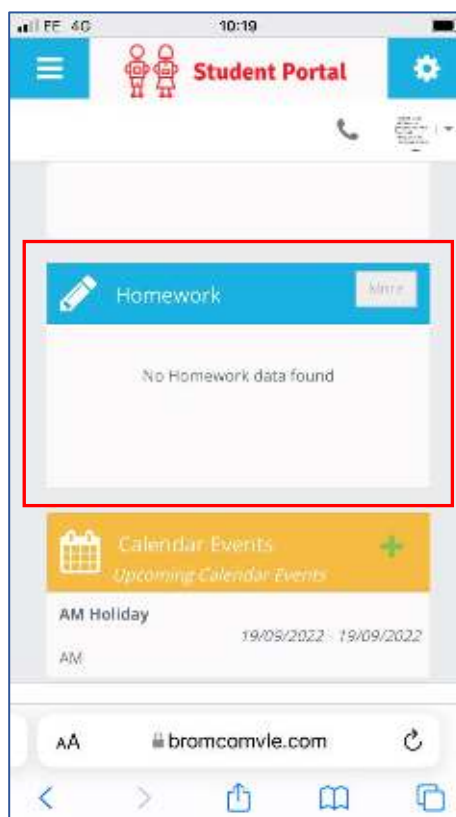 EE 4G 10:19
Student Portal
Homework More
No Homework data found
Calendar Events
Upcoming Calendar Events
AM Holiday
19/09/2022 - 19/09/2022
AM
AA bromcomvle.com